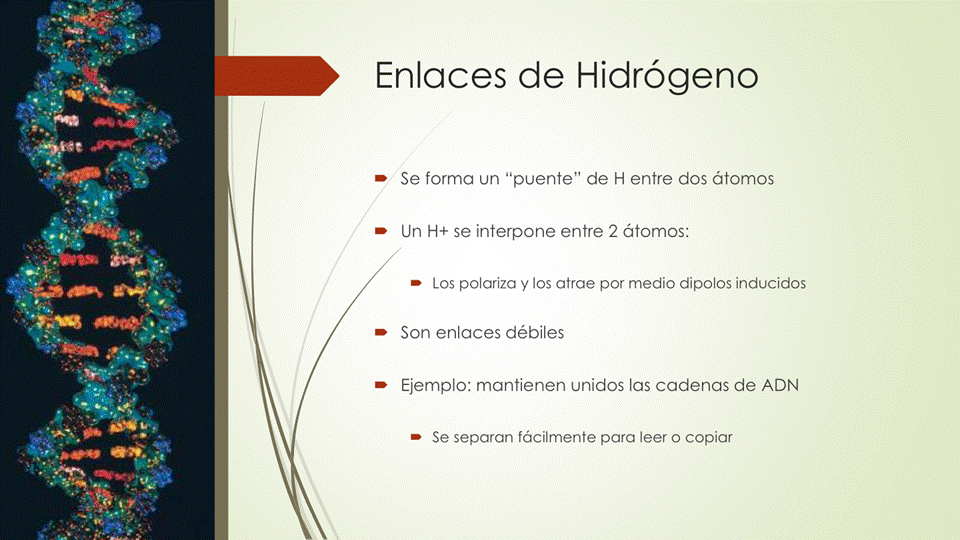 Enlaces de Hidrógeno
Se forma un “puente” de H entre dos átomos
Un H+ se interpone entre 2 átomos:
Los polariza y los atrae por medio dipolos inducidos
Son enlaces débiles
Ejemplo: mantienen unidos las cadenas de ADN
Se separan fácilmente para leer o copiar